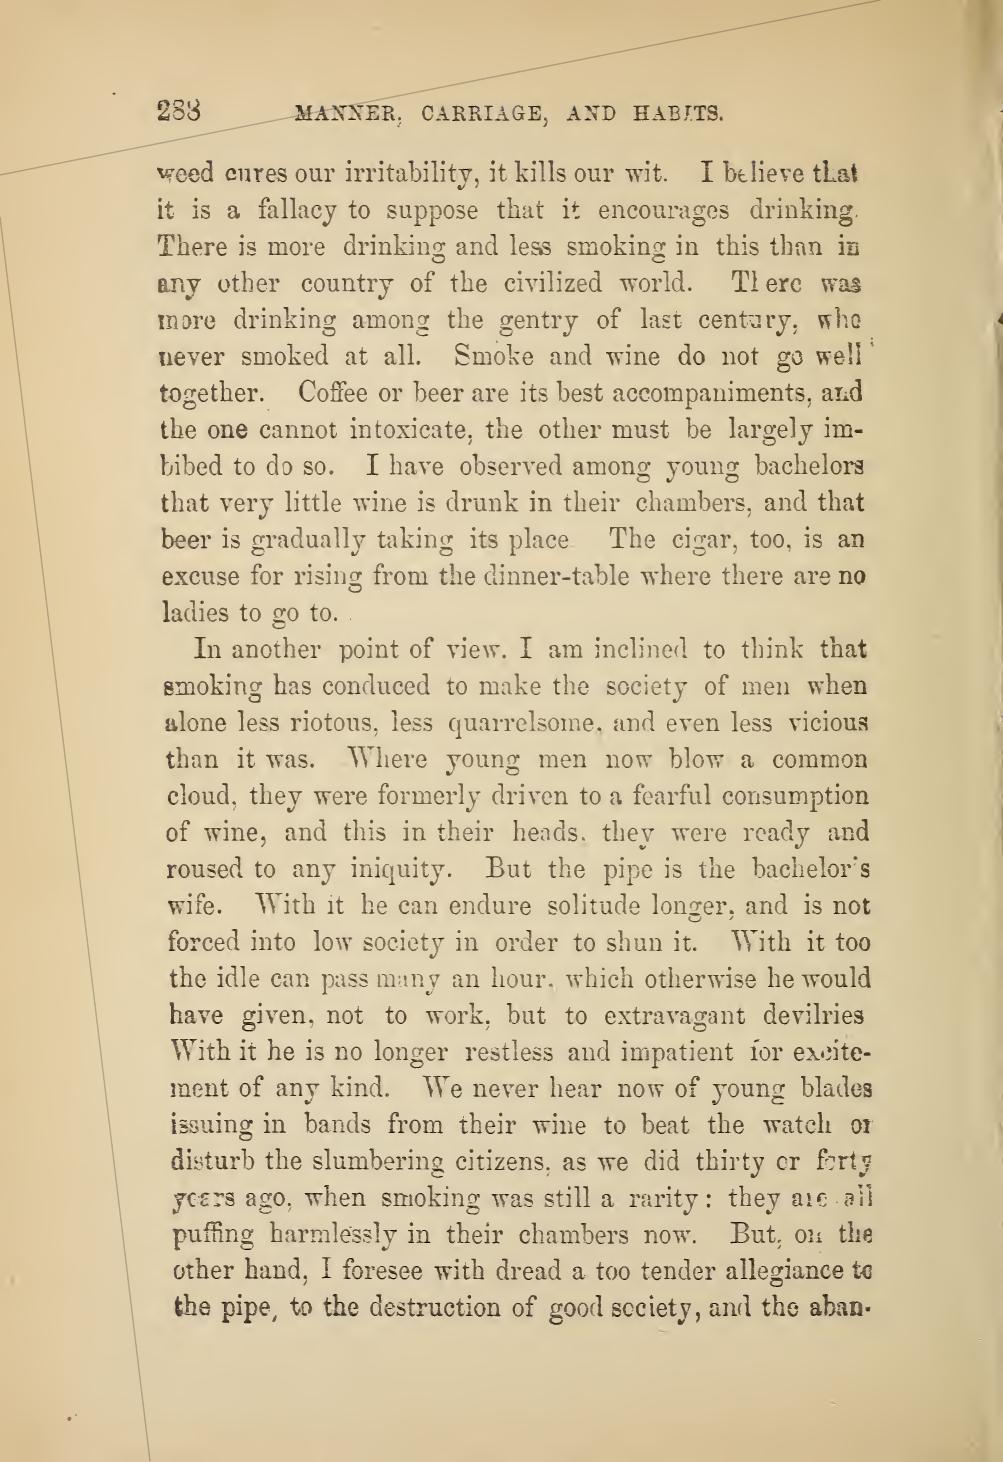 288 MANNER, CARRIAGE, AND HABITS.
weed cures our irritability, it kills our wit. I believe that
it is a fallacy to suppose that it encourages drinking.
There is more drinking and less smoking in this than in
any other country of the civilized world. There was
more drinking among the gentry of last century, who
never smoked at all. Smoke and wine do not go well
together. Coffee or beer are its best accompaniments, and
the one cannot intoxicate, the other must be largely im-
bibed to do so. I have observed among young bachelors
that very little wine is drunk in their chambers, and that
beer is gradually taking its place. The cigar, too, is an
excuse for rising from the dinner-table where there are no
ladies to go to.
In another point of view, I am inclined to think that
smoking has conduced to make the society of men when
alone less riotous, less quarrelsome, and even less vicious
than it was. Where young men now blow a common
cloud, they were formerly driven to a fearful consumption
of wine, and this in their heads, they were ready and
roused to any iniquity. But the pipe is the bachelor's
wife. With it he can endure solitude longer, and is not
forced into low society in order to shun it. With it too
the idle can pass many an hour, which otherwise he would
have given, not to work, but to extravagant devilries
With it he is no longer restless and impatient for excite-
ment of any kind. We never hear now of young blades
issuing in bands from their wine to beat the watch or
disturb the slumbering citizens, as we did thirty or forty
years ago, when smoking was still a rarity: they are all
puffing harmlessly in their chambers now. But, on the
other hand, I foresee with dread a too tender allegiance to
the pipe, to the destruction of good society, and the aban-